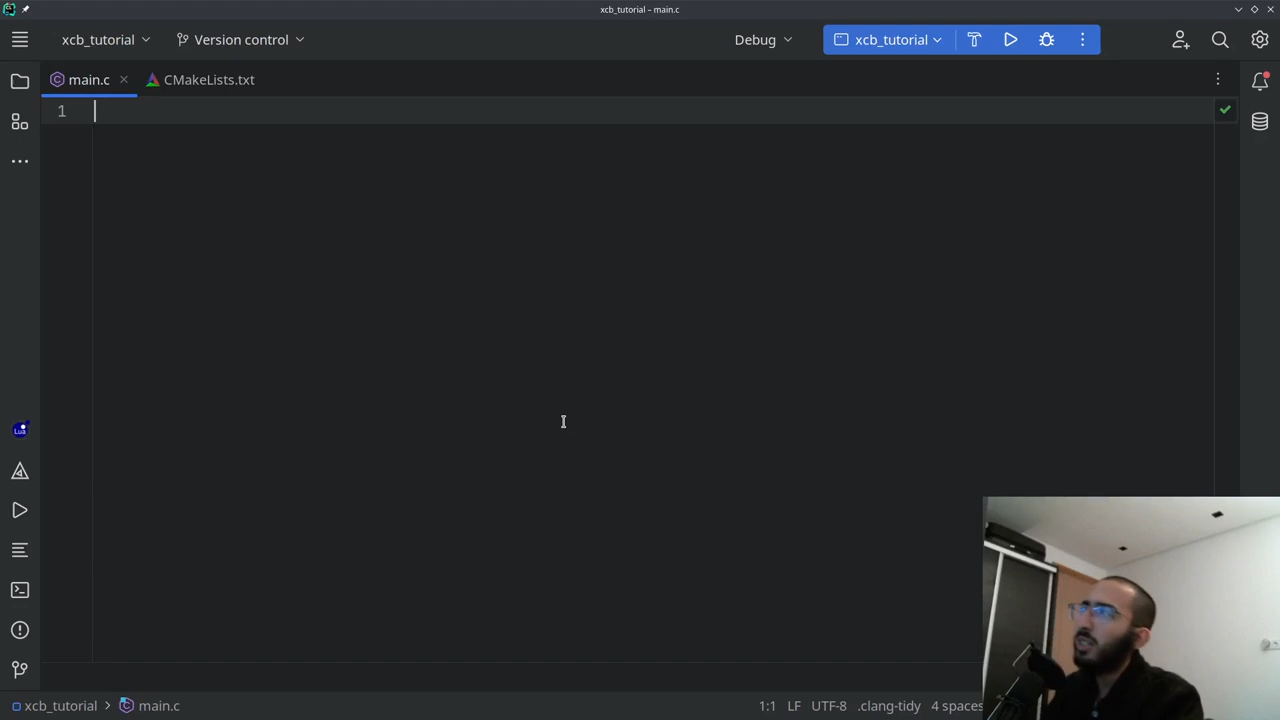 xcb_tutorial – main.c
xcb_tutorial
Version control
Debug
xcb_tutorial
main.c
CMakeLists.txt
1
Lua
xcb_tutorial
main.c
1:1
LF
UTF-8
.clang-tidy
4 spaces